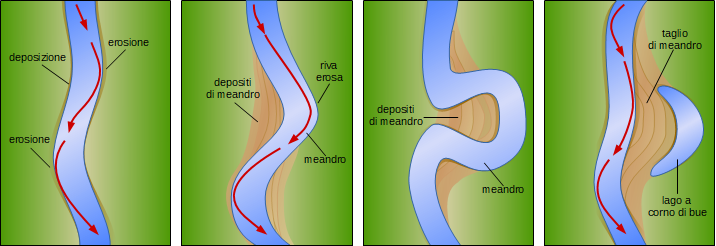 erosione
deposizione
erosione
depositi
di meandro
riva
erosa
meandro
depositi
di meandro
meandro
taglio
di meandro
lago a
corno di bue